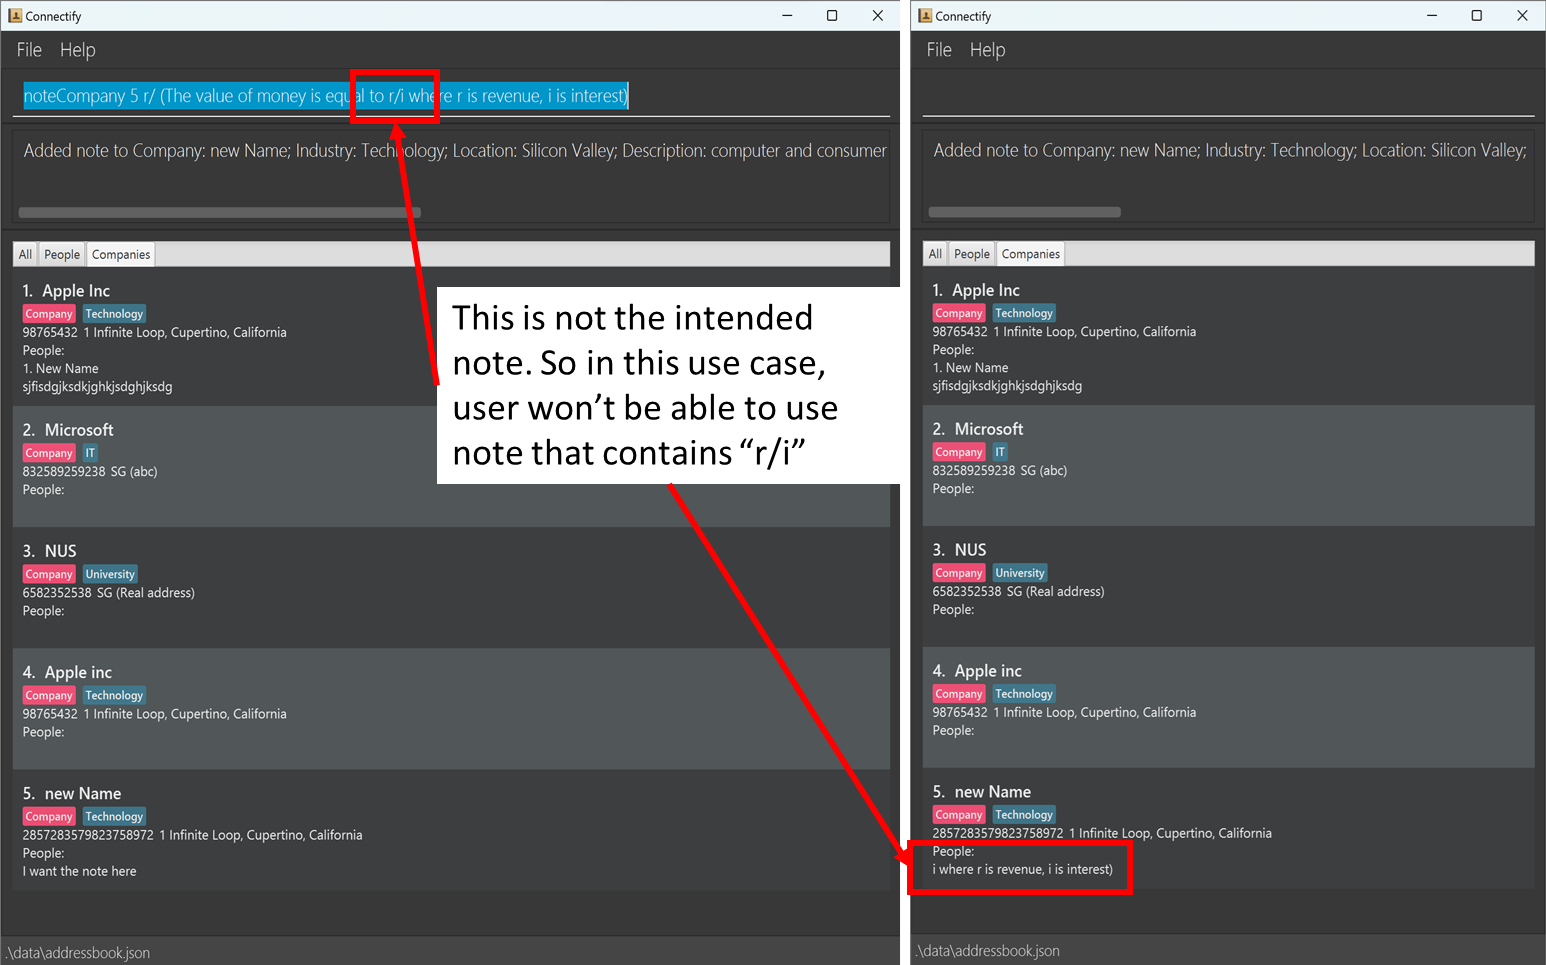 Connectify
File Help
noteCompany 5 r/ (The value of money is equal to r/i where r is revenue, i is interest)
Added note to Company: new Name; Industry: Technology; Location: Silicon Valley; Description: computer and consumer
All People Companies
1. Apple Inc
Company Technology
98765432 1 Infinite Loop, Cupertino, California
People:
1. New Name
sjfisdgjksdkjghkjsdghjksdg
2. Microsoft
Company IT
832589259238 SG (abc)
People:
3. NUS
Company University
6582352538 SG (Real address)
People:
4. Apple inc
Company Technology
98765432 1 Infinite Loop, Cupertino, California
People:
5. new Name
Company Technology
2857283579823758972 1 Infinite Loop, Cupertino, California
People:
I want the note here
.\data\addressbook.json
This is not the intended
note. So in this use case,
user won’t be able to use
note that contains “r/i”
Connectify
File Help
Added note to Company: new Name; Industry: Technology; Location: Silicon Valley;
All People Companies
1. Apple Inc
Company Technology
98765432 1 Infinite Loop, Cupertino, California
People:
1. New Name
sjfisdgjksdkjghkjsdghjksdg
2. Microsoft
Company IT
832589259238 SG (abc)
People:
3. NUS
Company University
6582352538 SG (Real address)
People:
4. Apple inc
Company Technology
98765432 1 Infinite Loop, Cupertino, California
People:
5. new Name
Company Technology
2857283579823758972 1 Infinite Loop, Cupertino, California
People:
i where r is revenue, i is interest)
.\data\addressbook.json